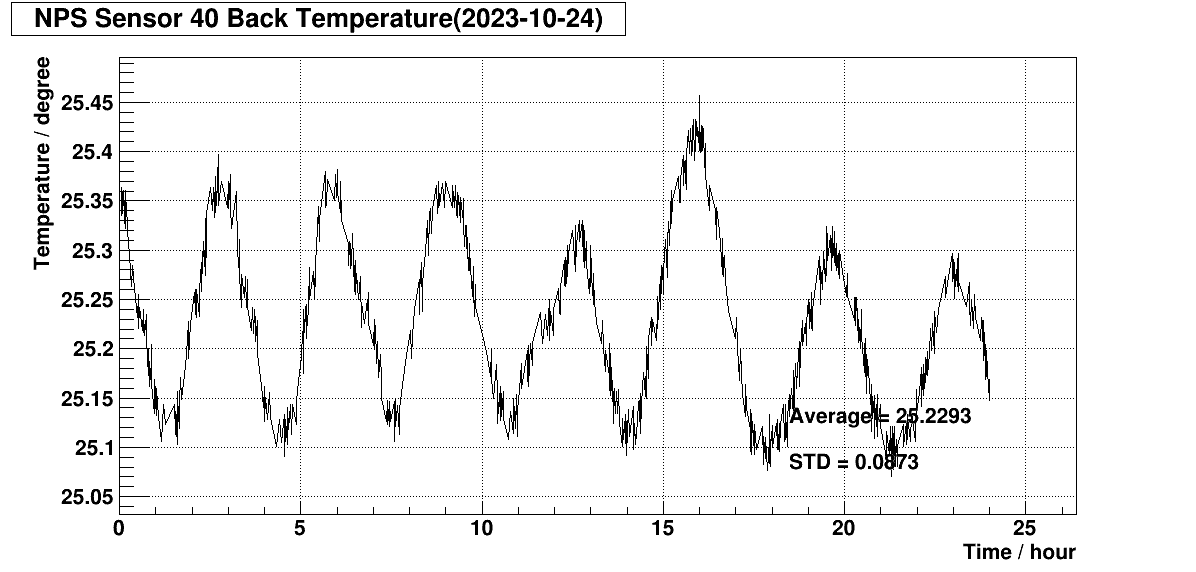 NPS Sensor 40 Back Temperature(2023-10-24)
Temperature / degree
25.45
25.4
25.35
25.3
25.25
25.2
25.15
25.1
25.05
Average = 25.2293
STD = 0.0873
0 5 10 15 20 25
Time / hour